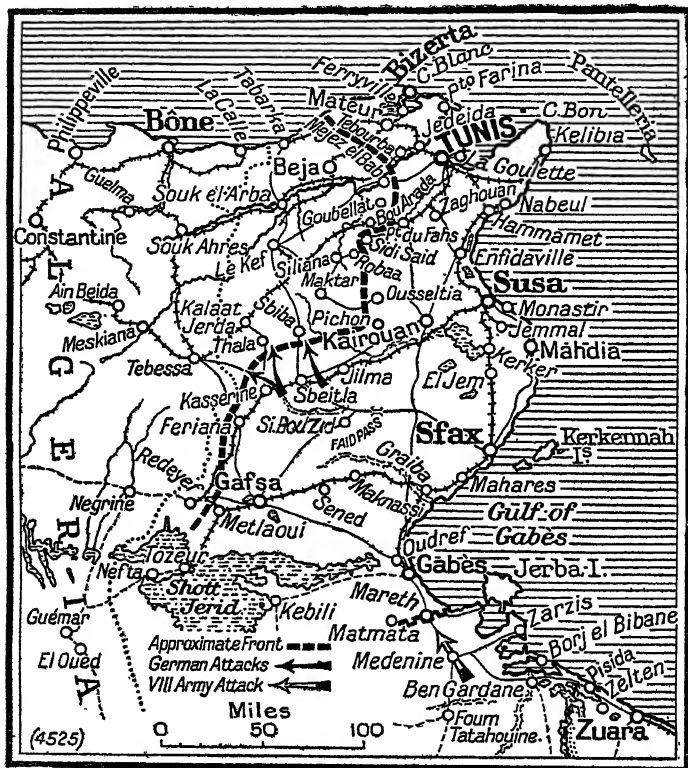 Bizerta
Ferryville
C. Blanc
Pto Farina
Pantelleria
Philippeville
La Calle
Tabarka
Mateur
Tebourba
Jedeida
C. Bon
Bône
Mejez el Bab
TUNIS
Kelibia
Beja
La Goulette
Guelma
Souk el Arba
Goubellat
Bou Arada
Zaghouan
Nabeul
Constantine
Souk Ahres
Pt du Fahs
Hammamet
Le Kef
Siliana
Sidi Said
Robaa
Enfidaville
Ain Beida
Maktar
Ousseltia
Susa
Kalaat
Jerda
Sbiba
Pichon
Monastir
Meskiana
Thala
Kairouan
Jemmal
Tebessa
Kerker
Mahdia
Jilma
El Jem
Kasserine
Sbeitla
Feriana
Si. Bou Zid
FAID PASS
Sfax
Kerkennah
Is
Redeyef
Gafsa
Graiba
Negrine
Maknassi
Mahares
Metlaoui
Sened
Gulf of
Gabès
Oudref
Nefta
Tozeur
Gabès
Jerba I.
Shott
Jerid
Kebili
Mareth
Guémar
Zarzis
El Oued
Matmata
Borj el Bibane
Approximate Front
German Attacks
Medenine
Pisida
VIII Army Attack
Ben Gardane
Zelten
Miles
Foum
Tatahouine
Zuara
(4525)
0 50 100
ALGERIA